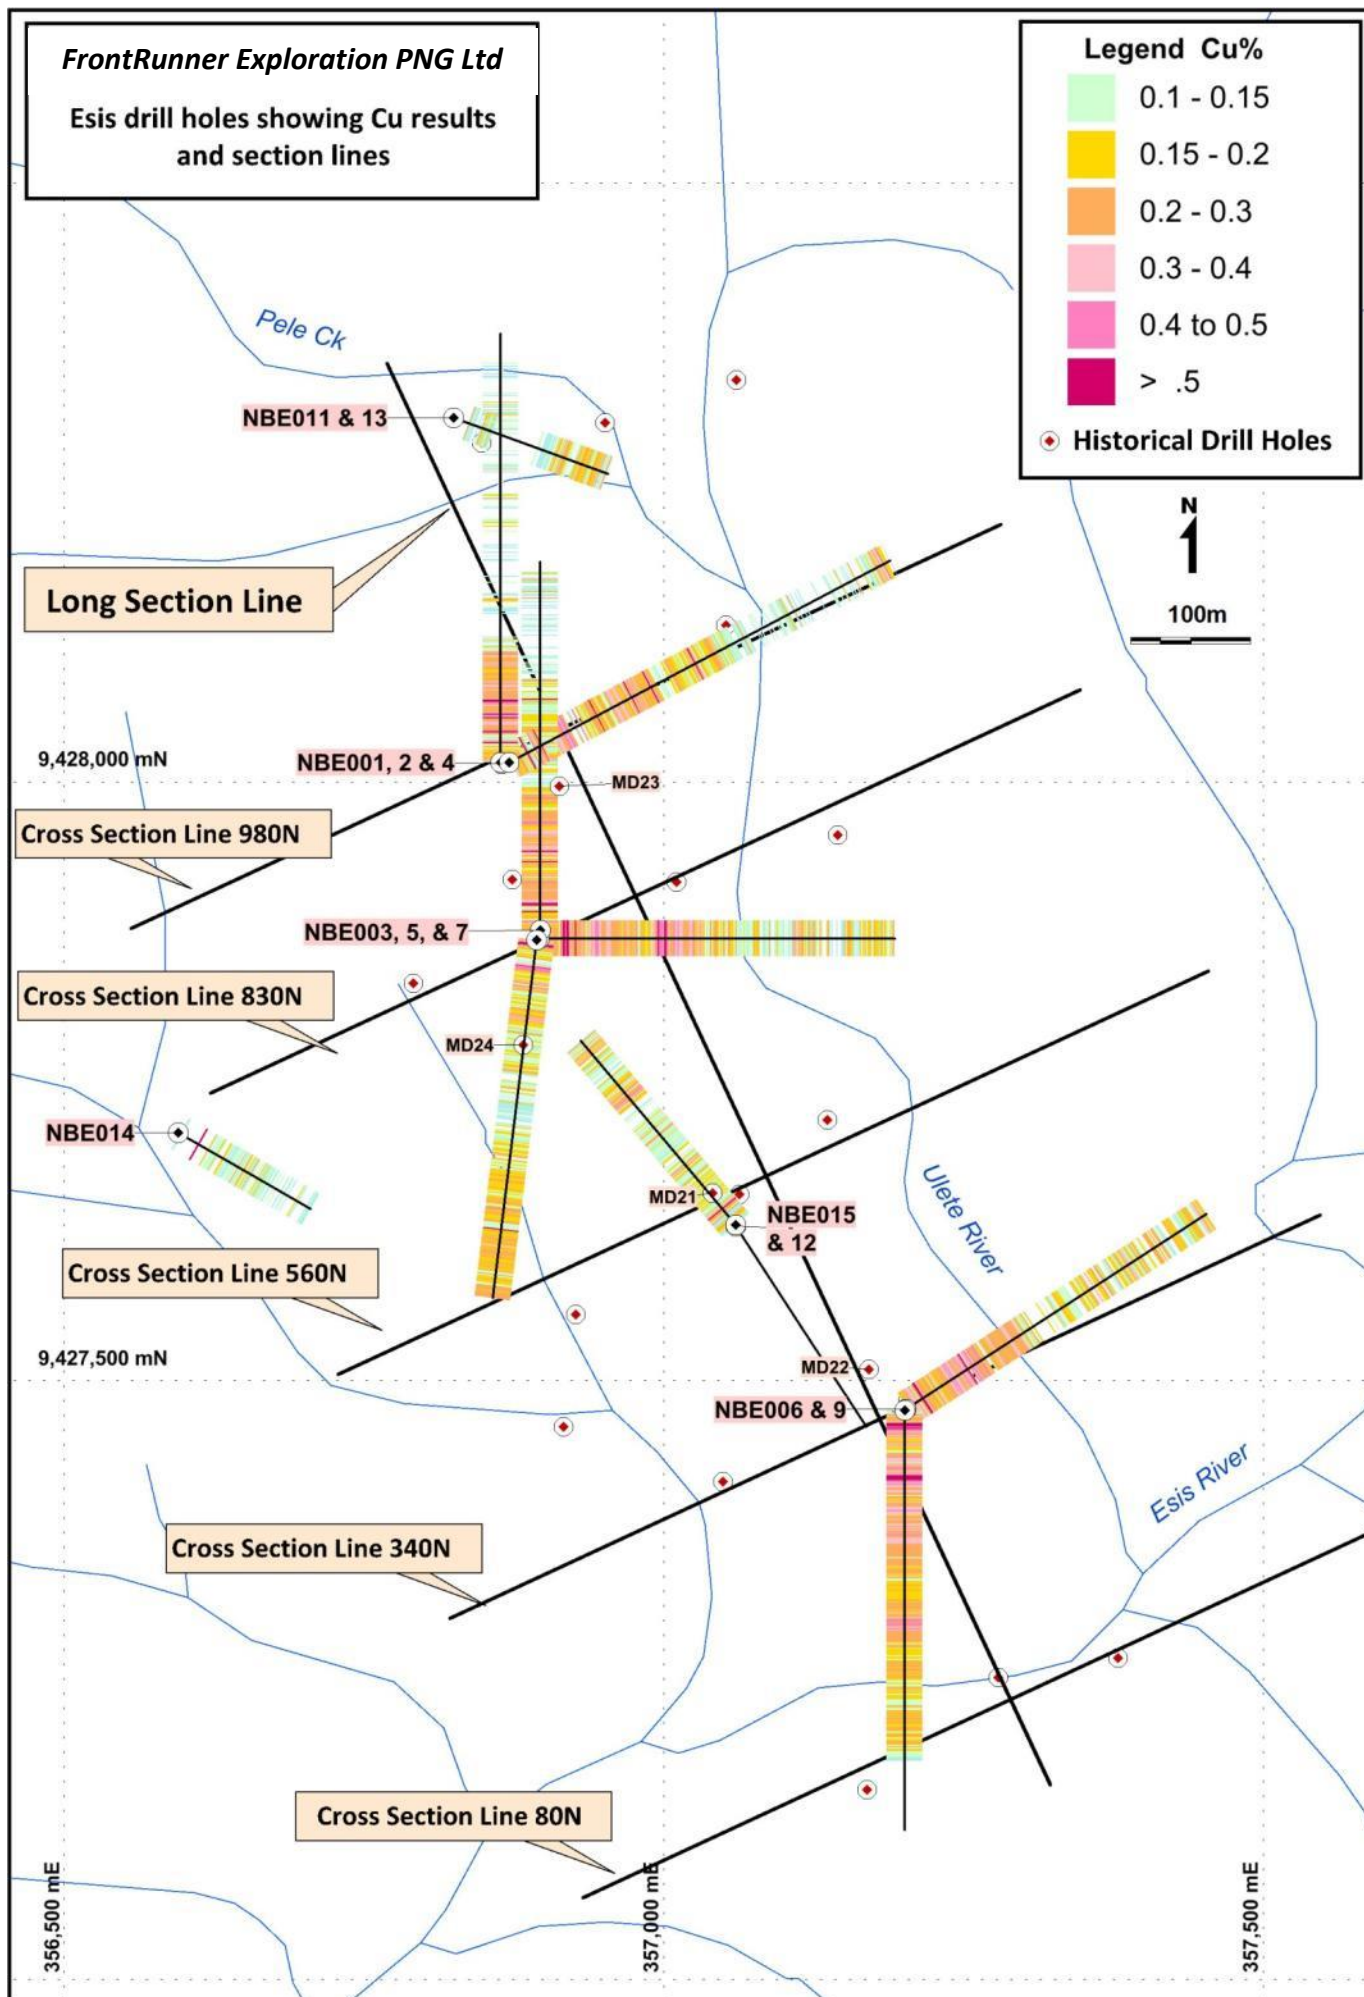 FrontRunner Exploration PNG Ltd
Esis drill holes showing Cu results
and section lines
Legend Cu%
0.1 - 0.15
0.15 - 0.2
0.2 - 0.3
0.3 - 0.4
0.4 to 0.5
> .5
Historical Drill Holes
N
100m
Pele Ck
NBE011 & 13
Long Section Line
9,428,000 mN
NBE001, 2 & 4
MD23
Cross Section Line 980N
NBE003, 5, & 7
Cross Section Line 830N
MD24
NBE014
MD21
NBE015
& 12
Ulete River
Cross Section Line 560N
9,427,500 mN
MD22
NBE006 & 9
Esis River
Cross Section Line 340N
Cross Section Line 80N
356,500 mE
357,000 mE
357,500 mE